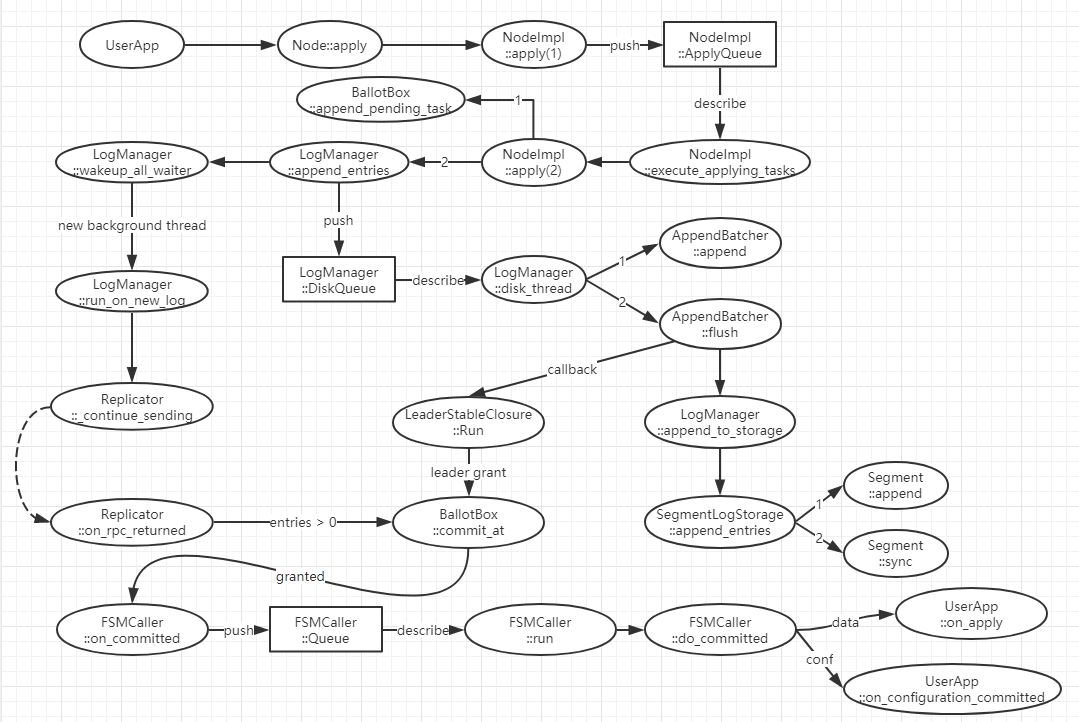 UserApp
Node::apply
NodeImpl
::apply(1)
push
NodeImpl
::ApplyQueue
describe
BallotBox
::append_pending_task
1
LogManager
::wakeup_all_waiter
LogManager
::append_entries
2
NodeImpl
::apply(2)
NodeImpl
::execute_applying_tasks
new background thread
push
LogManager
::run_on_new_log
LogManager
::DiskQueue
describe
LogManager
::disk_thread
1
AppendBatcher
::append
2
AppendBatcher
::flush
callback
Replicator
::_continue_sending
LeaderStableClosure
::Run
LogManager
::append_to_storage
leader grant
Replicator
::on_rpc_returned
entries > 0
BallotBox
::commit_at
SegmentLogStorage
::append_entries
1
Segment
::append
2
Segment
::sync
granted
FSMCaller
::on_committed
push
FSMCaller
::Queue
describe
FSMCaller
::run
FSMCaller
::do_committed
data
UserApp
::on_apply
conf
UserApp
::on_configuration_committed